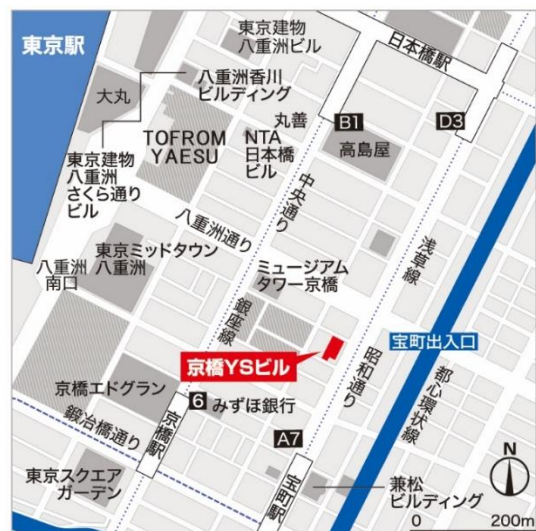 東京駅
東京建物
八重洲ビル
日本橋駅
八重洲香川
ビルディング
大丸
丸善
B1
D3
TOFROM
YAESU
NTA
日本橋
ビル
高島屋
東京建物
八重洲
さくら通り
ビル
中央通り
八重洲通り
浅草線
東京ミッドタウン
八重洲
八重洲
南口
ミュージアム
タワー京橋
銀座線
宝町出入口
京橋YSビル
昭和通り
都心環状線
京橋エドグラン
6
みずほ銀行
鍛冶橋通り
京橋駅
A7
東京スクエア
ガーデン
宝町駅
兼松
ビルディング
N
0 200m